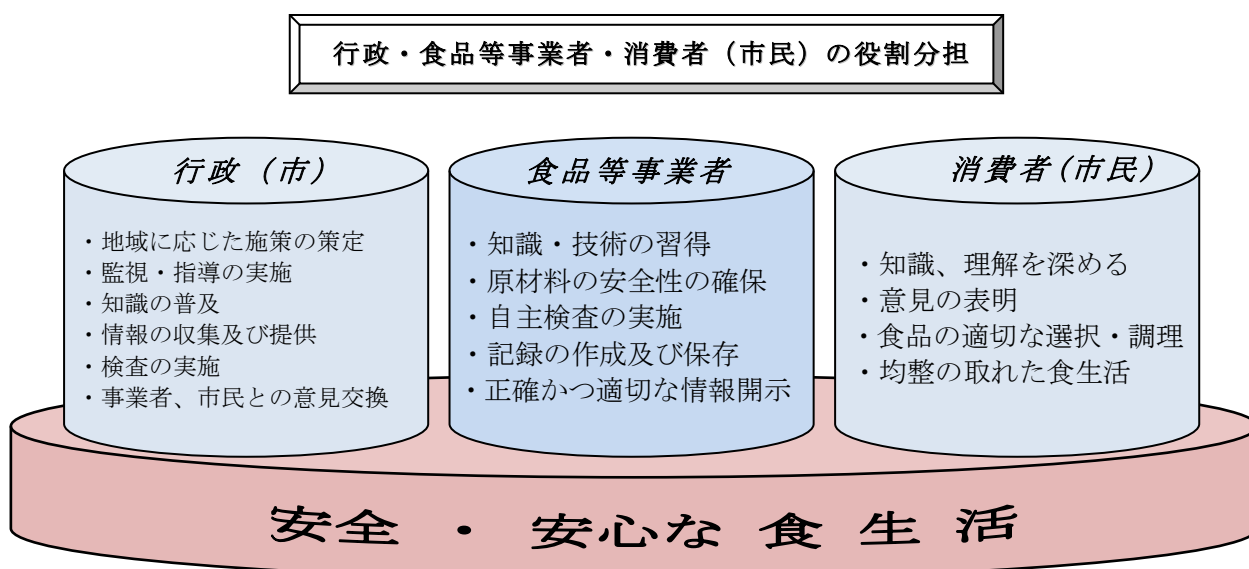 行政・食品等事業者・消費者（市民）の役割分担
行政（市）
・地域に応じた施策の策定
・監視・指導の実施
・知識の普及
・情報の収集及び提供
・検査の実施
・事業者、市民との意見交換
食品等事業者
・知識・技術の習得
・原材料の安全性の確保
・自主検査の実施
・記録の作成及び保存
・正確かつ適切な情報開示
消費者(市民)
・知識、理解を深める
・意見の表明
・食品の適切な選択・調理
・均整の取れた食生活
安全・安心な食生活